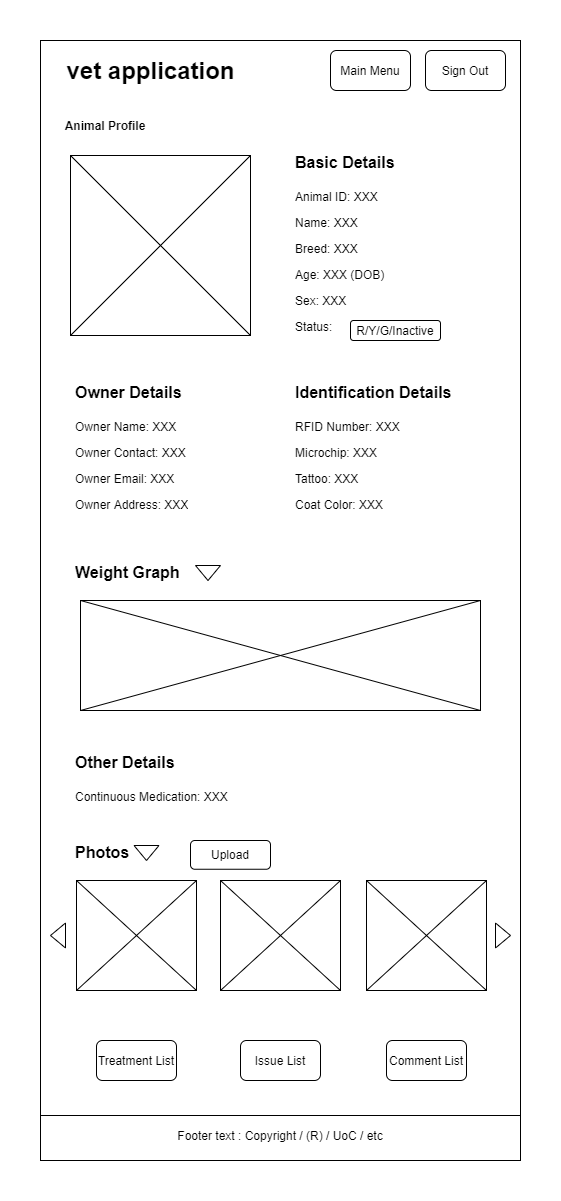 vet application
Main Menu
Sign Out
Animal Profile
Basic Details
Animal ID: XXX
Name: XXX
Breed: XXX
Age: XXX (DOB)
Sex: XXX
Status:
R/Y/G/Inactive
Owner Details
Owner Name: XXX
Owner Contact: XXX
Owner Email: XXX
Owner Address: XXX
Identification Details
RFID Number: XXX
Microchip: XXX
Tattoo: XXX
Coat Color: XXX
Weight Graph
Other Details
Continuous Medication: XXX
Photos
Upload
Treatment List
Issue List
Comment List
Footer text : Copyright / (R) / UoC / etc